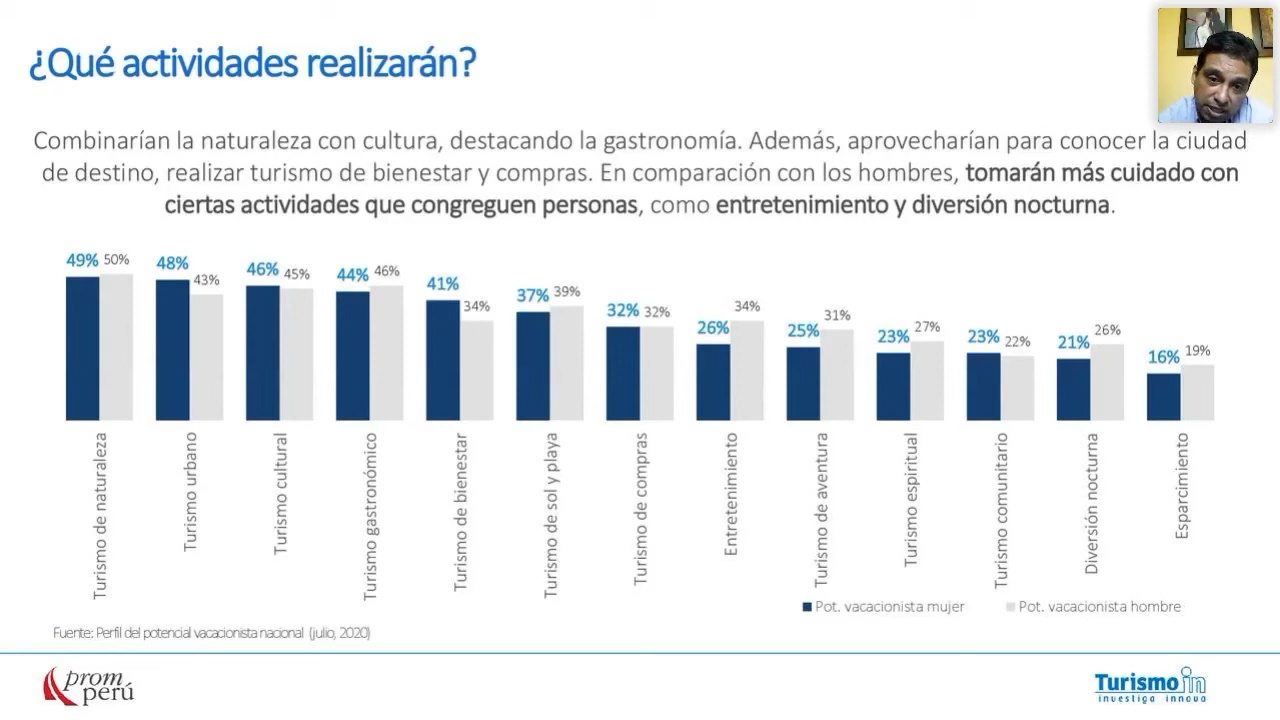 ¿Qué actividades realizarán?
Combinarían la naturaleza con cultura, destacando la gastronomía. Además, aprovecharían para conocer la ciudad
de destino, realizar turismo de bienestar y compras. En comparación con los hombres, tomarán más cuidado con
ciertas actividades que congreguen personas, como entretenimiento y diversión nocturna.
49% 50%
48% 43%
46% 45%
44% 46%
41% 34%
37% 39%
32% 32%
26% 34%
25% 31%
23% 27%
23% 22%
21% 26%
16% 19%
Turismo de naturaleza
Turismo urbano
Turismo cultural
Turismo gastronómico
Turismo de bienestar
Turismo de sol y playa
Turismo de compras
Entretenimiento
Turismo de aventura
Turismo espiritual
Turismo comunitario
Diversión nocturna
Esparcimiento
Pot. vacacionista mujer
Pot. vacacionista hombre
Fuente: Perfil del potencial vacacionista nacional (julio, 2020)
prom
perú
Turismo in
investiga innova